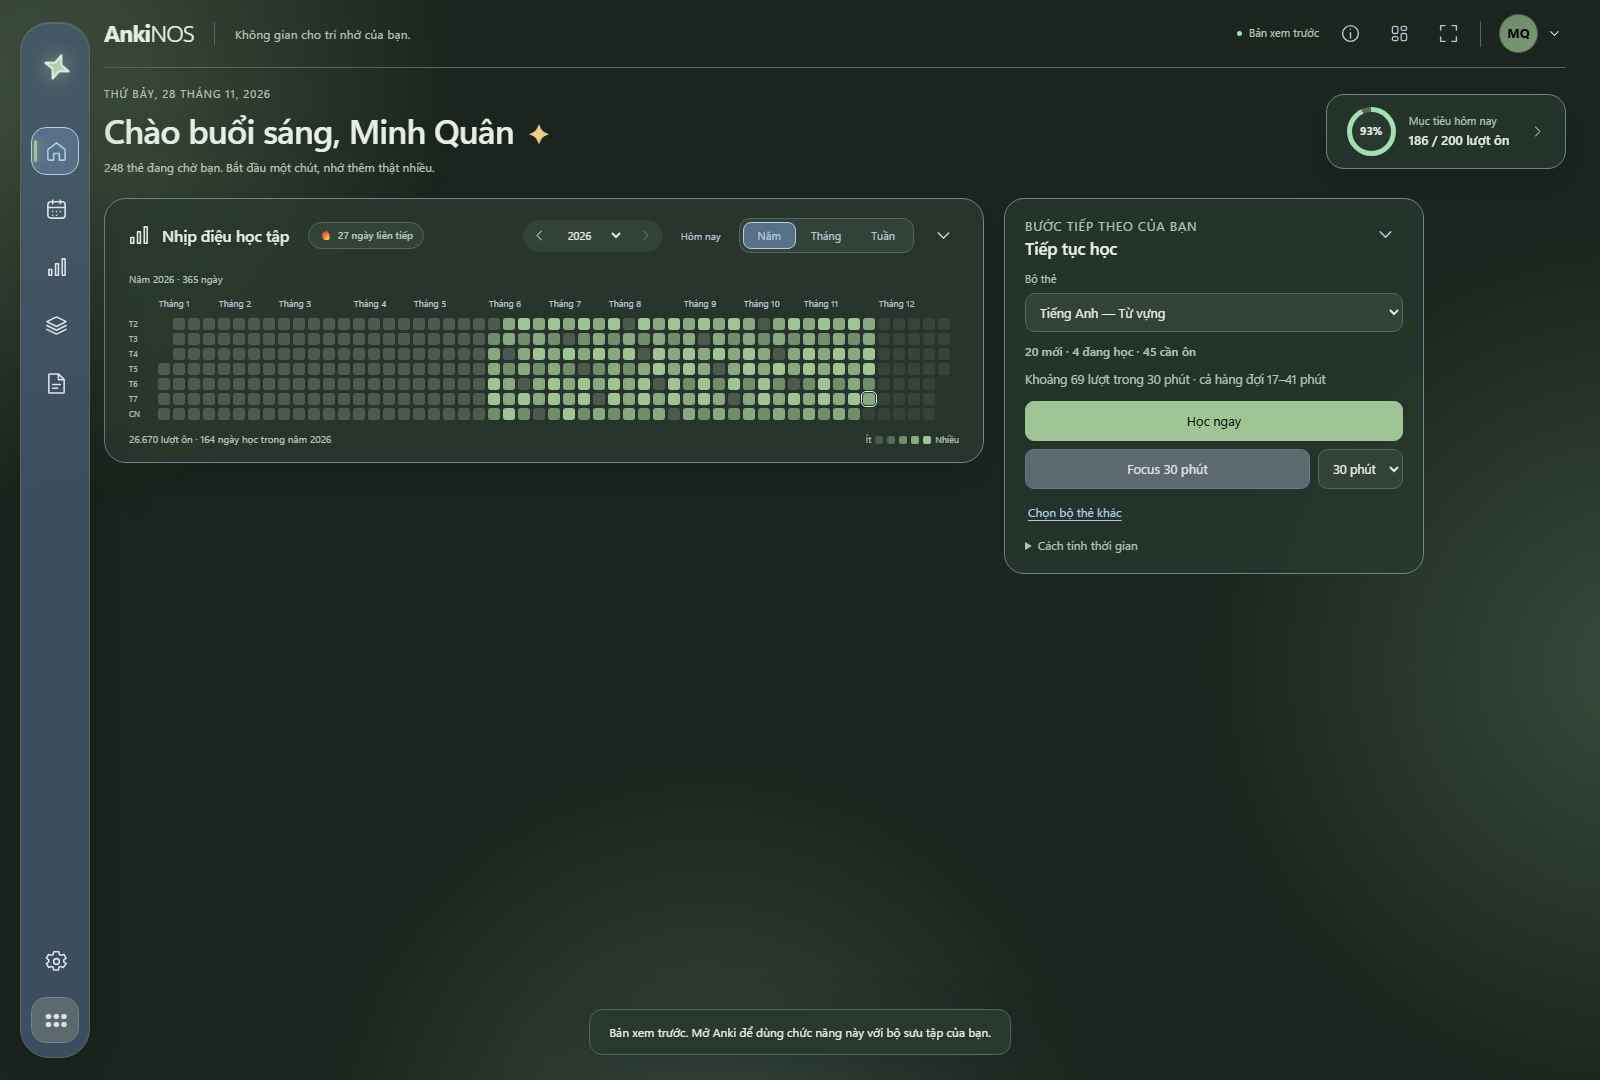 AnkiNOS
Không gian cho trí nhớ của bạn.
Bản xem trước
MQ
THỨ BẢY, 28 THÁNG 11, 2026
Chào buổi sáng, Minh Quân
248 thẻ đang chờ bạn. Bắt đầu một chút, nhớ thêm thật nhiều.
93%
Mục tiêu hôm nay
186 / 200 lượt ôn
Nhịp điệu học tập
27 ngày liên tiếp
2026
Hôm nay
Năm
Tháng
Tuần
Năm 2026 · 365 ngày
Tháng 1 Tháng 2 Tháng 3 Tháng 4 Tháng 5 Tháng 6 Tháng 7 Tháng 8 Tháng 9 Tháng 10 Tháng 11 Tháng 12
T2
T3
T4
T5
T6
T7
CN
26.670 lượt ôn · 164 ngày học trong năm 2026
Ít
Nhiều
BƯỚC TIẾP THEO CỦA BẠN
Tiếp tục học
Bộ thẻ
Tiếng Anh — Từ vựng
20 mới · 4 đang học · 45 cần ôn
Khoảng 69 lượt trong 30 phút · cả hàng đợi 17–41 phút
Học ngay
Focus 30 phút
30 phút
Chọn bộ thẻ khác
Cách tính thời gian
Bản xem trước. Mở Anki để dùng chức năng này với bộ sưu tập của bạn.